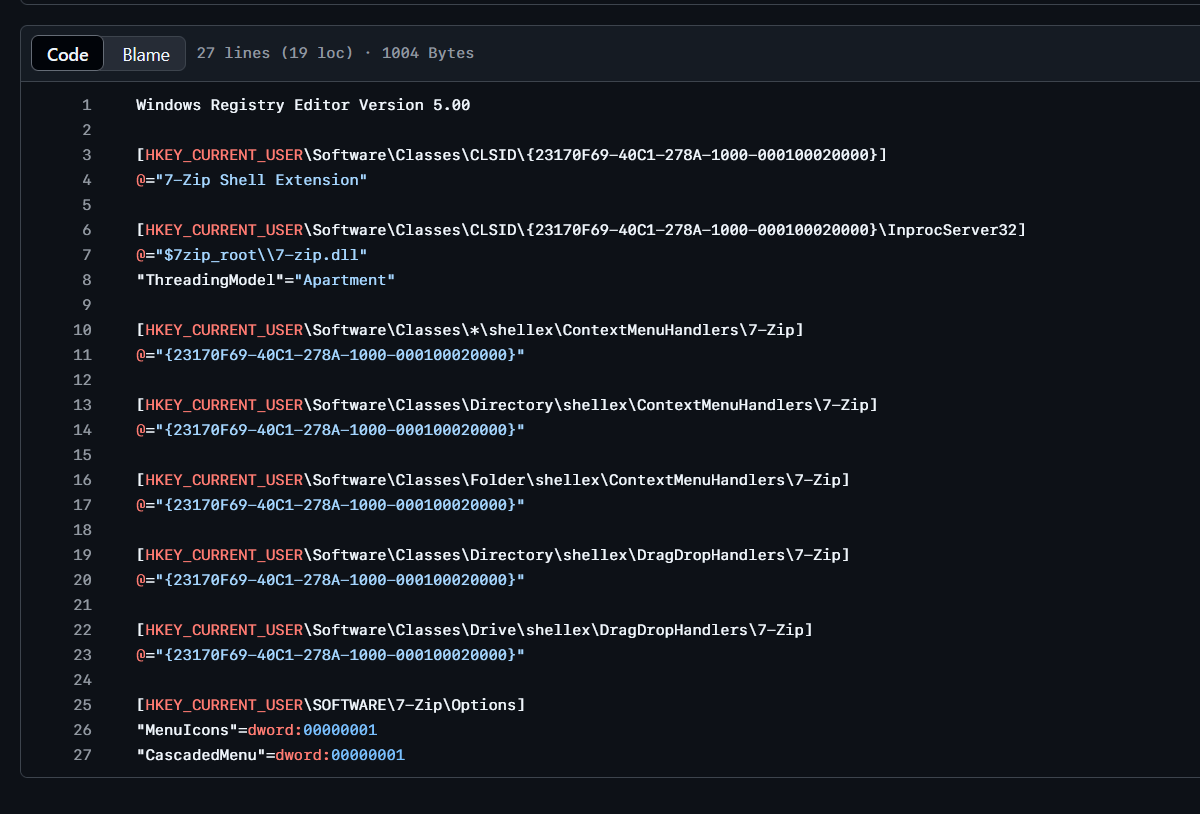 Code Blame 27 lines (19 loc) · 1004 Bytes
1 Windows Registry Editor Version 5.00
2
3 [HKEY_CURRENT_USER\Software\Classes\CLSID\{23170F69-40C1-278A-1000-000100020000}]
4 @="7-Zip Shell Extension"
5
6 [HKEY_CURRENT_USER\Software\Classes\CLSID\{23170F69-40C1-278A-1000-000100020000}\InprocServer32]
7 @="$7zip_root\\7-zip.dll"
8 "ThreadingModel"="Apartment"
9
10 [HKEY_CURRENT_USER\Software\Classes\*\shellex\ContextMenuHandlers\7-Zip]
11 @="{23170F69-40C1-278A-1000-000100020000}"
12
13 [HKEY_CURRENT_USER\Software\Classes\Directory\shellex\ContextMenuHandlers\7-Zip]
14 @="{23170F69-40C1-278A-1000-000100020000}"
15
16 [HKEY_CURRENT_USER\Software\Classes\Folder\shellex\ContextMenuHandlers\7-Zip]
17 @="{23170F69-40C1-278A-1000-000100020000}"
18
19 [HKEY_CURRENT_USER\Software\Classes\Directory\shellex\DragDropHandlers\7-Zip]
20 @="{23170F69-40C1-278A-1000-000100020000}"
21
22 [HKEY_CURRENT_USER\Software\Classes\Drive\shellex\DragDropHandlers\7-Zip]
23 @="{23170F69-40C1-278A-1000-000100020000}"
24
25 [HKEY_CURRENT_USER\SOFTWARE\7-Zip\Options]
26 "MenuIcons"=dword:00000001
27 "CascadedMenu"=dword:00000001